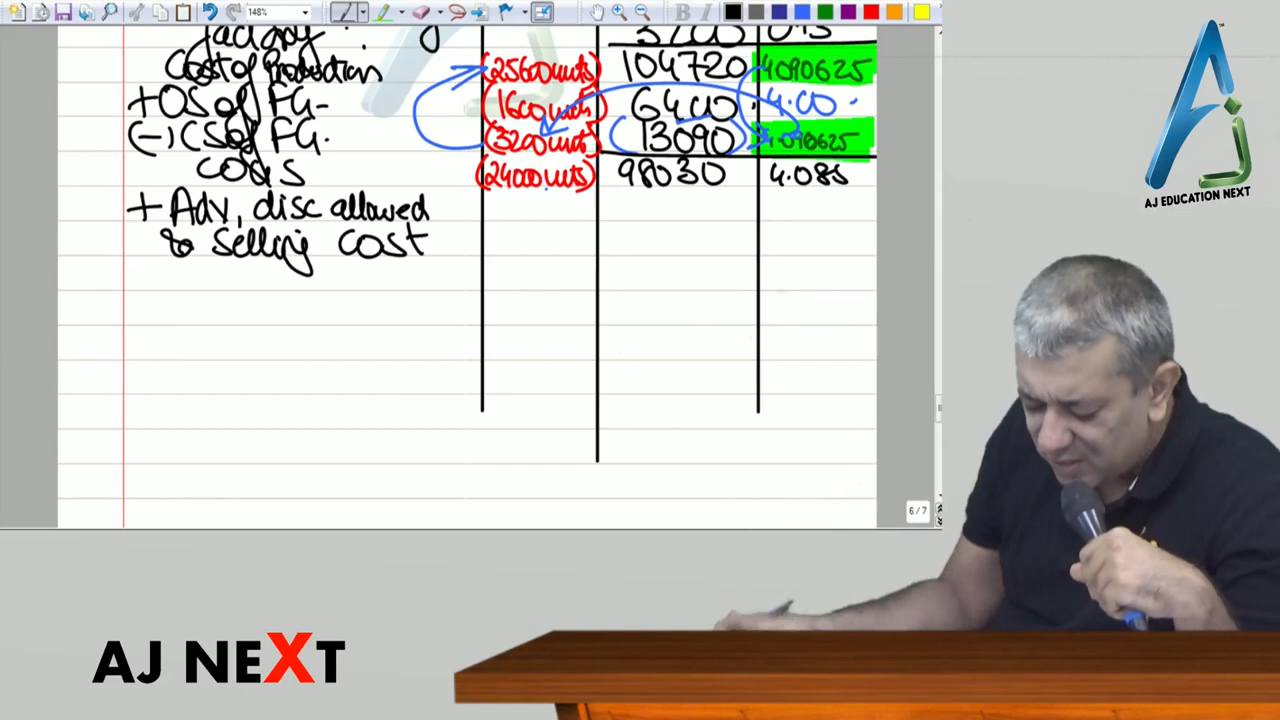 148%
B I U
factory
3200
Cost of Production (25600 units) 104720 4.090625
+ OS of FG- (1600 units) 6400 4.00
(-) CS of FG. (3200 units) (13090) 4.090625
COGS (24000 units) 98030 4.085
+ Adv, disc allowed
& selling cost
6 / 7
AJ EDUCATION NEXT
AJ NEXT